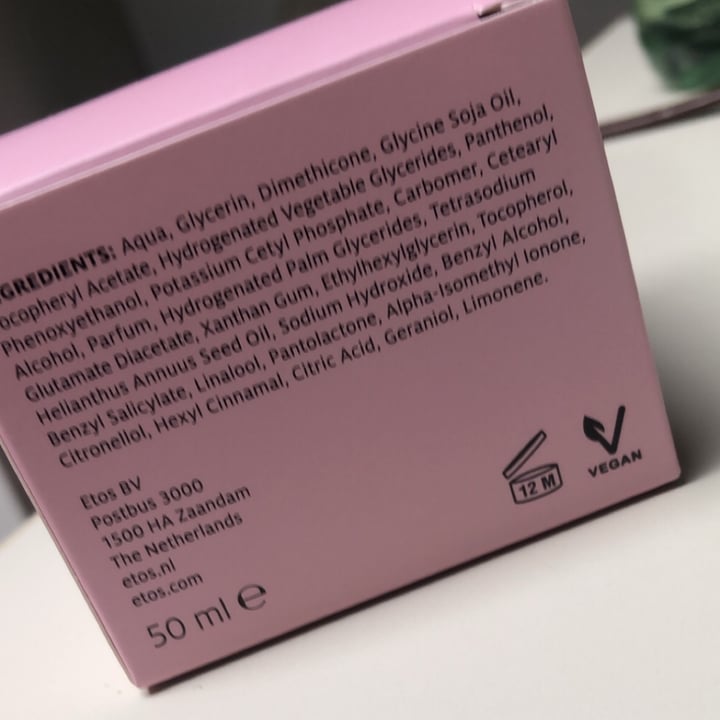 GREDIENTS: Aqua, Glycerin, Dimethicone, Glycine Soja Oil,
ocopheryl Acetate, Hydrogenated Vegetable Glycerides, Panthenol,
Phenoxyethanol, Potassium Cetyl Phosphate, Carbomer, Cetearyl
Alcohol, Parfum, Hydrogenated Palm Glycerides, Tetrasodium
Glutamate Diacetate, Xanthan Gum, Ethylhexylglycerin, Tocopherol,
Helianthus Annuus Seed Oil, Sodium Hydroxide, Benzyl Alcohol,
Benzyl Salicylate, Linalool, Pantolactone, Alpha-Isomethyl Ionone,
Citronellol, Hexyl Cinnamal, Citric Acid, Geraniol, Limonene.
Etos BV
Postbus 3000
1500 HA Zaandam
The Netherlands
etos.nl
etos.com
50 ml ℮
12 M
VEGAN